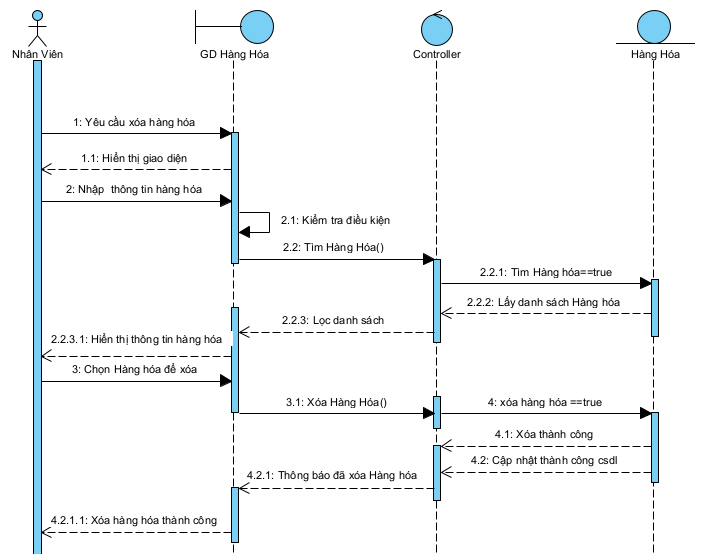 Nhân Viên
GD Hàng Hóa
Controller
Hàng Hóa
1: Yêu cầu xóa hàng hóa
1.1: Hiển thị giao diện
2: Nhập thông tin hàng hóa
2.1: Kiểm tra điều kiện
2.2: Tìm Hàng Hóa()
2.2.1: Tìm Hàng hóa==true
2.2.2: Lấy danh sách Hàng hóa
2.2.3: Lọc danh sách
2.2.3.1: Hiển thị thông tin hàng hóa
3: Chọn Hàng hóa để xóa
3.1: Xóa Hàng Hóa()
4: xóa hàng hóa ==true
4.1: Xóa thành công
4.2: Cập nhật thành công csdl
4.2.1: Thông báo đã xóa Hàng hóa
4.2.1.1: Xóa hàng hóa thành công